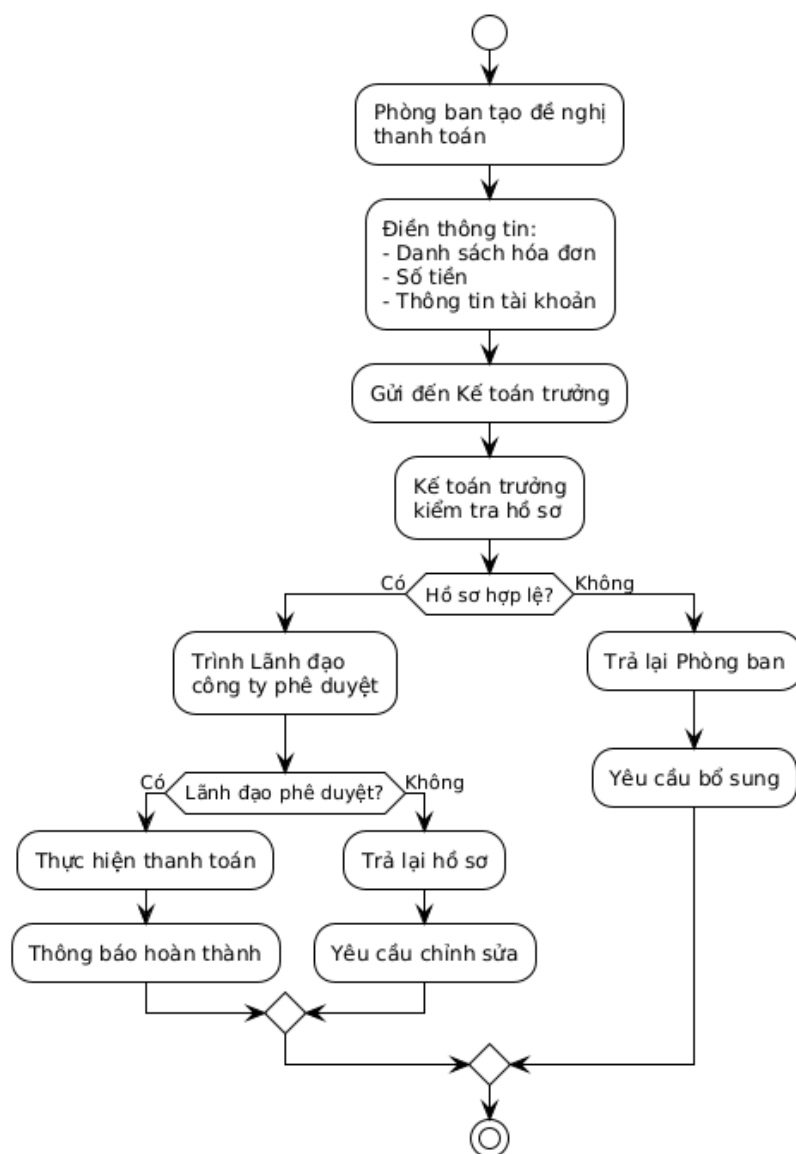 Phòng ban tạo đề nghị
thanh toán
Điền thông tin:
- Danh sách hóa đơn
- Số tiền
- Thông tin tài khoản
Gửi đến Kế toán trưởng
Kế toán trưởng
kiểm tra hồ sơ
Có
Hồ sơ hợp lệ?
Không
Trình Lãnh đạo
công ty phê duyệt
Trả lại Phòng ban
Yêu cầu bổ sung
Có
Lãnh đạo phê duyệt?
Không
Thực hiện thanh toán
Trả lại hồ sơ
Thông báo hoàn thành
Yêu cầu chỉnh sửa